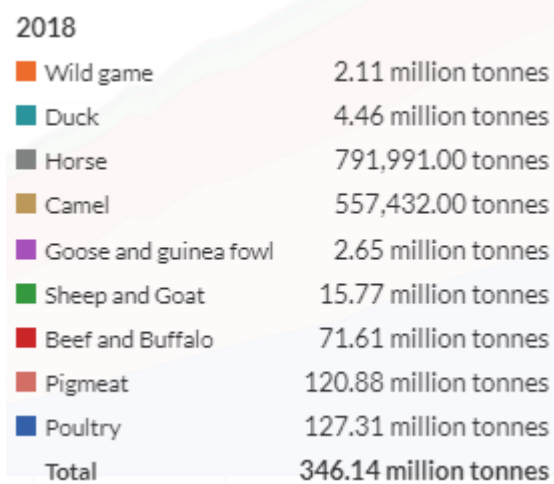 2018
Wild game 2.11 million tonnes
Duck 4.46 million tonnes
Horse 791,991.00 tonnes
Camel 557,432.00 tonnes
Goose and guinea fowl 2.65 million tonnes
Sheep and Goat 15.77 million tonnes
Beef and Buffalo 71.61 million tonnes
Pigmeat 120.88 million tonnes
Poultry 127.31 million tonnes
Total 346.14 million tonnes